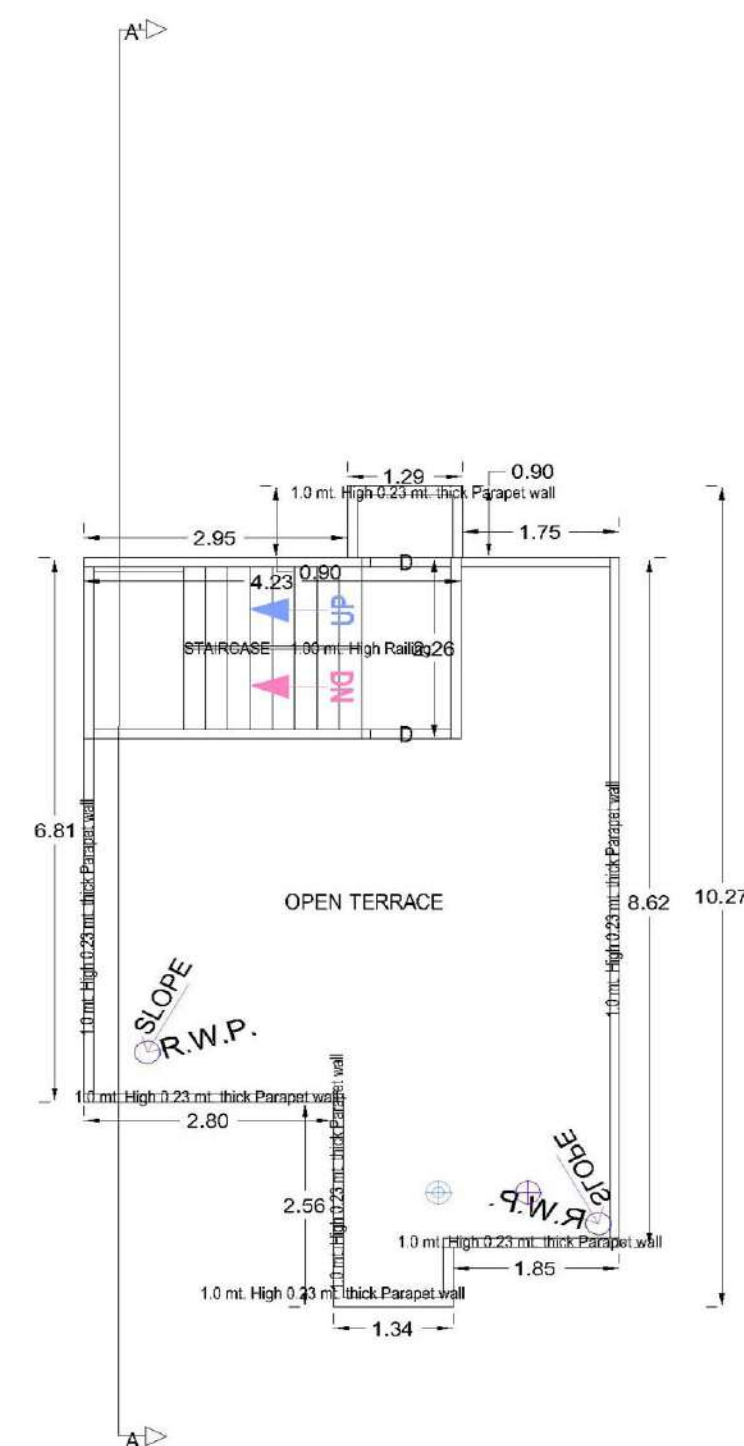 A'
1.29
0.90
1.0 mt. High 0.23 mt. thick Parapet wall
2.95
1.75
D
0.90
4.23
UP
STAIRCASE
1.00 mt. High Railing
2.26
DN
D
6.81
1.0 mt. High 0.23 mt. thick Parapet wall
OPEN TERRACE
1.0 mt. High 0.23 mt. thick Parapet wall
8.62
10.27
SLOPE
R.W.P.
1.0 mt. High 0.23 mt. thick Parapet wall
2.80
1.0 mt. High 0.23 mt. thick Parapet wall
2.56
SLOPE
R.W.P.
1.0 mt. High 0.23 mt. thick Parapet wall
1.85
1.0 mt. High 0.23 mt. thick Parapet wall
1.34
A